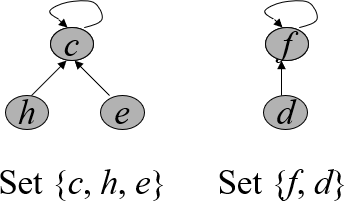 c f
h e d
Set {c, h, e} Set {f, d}